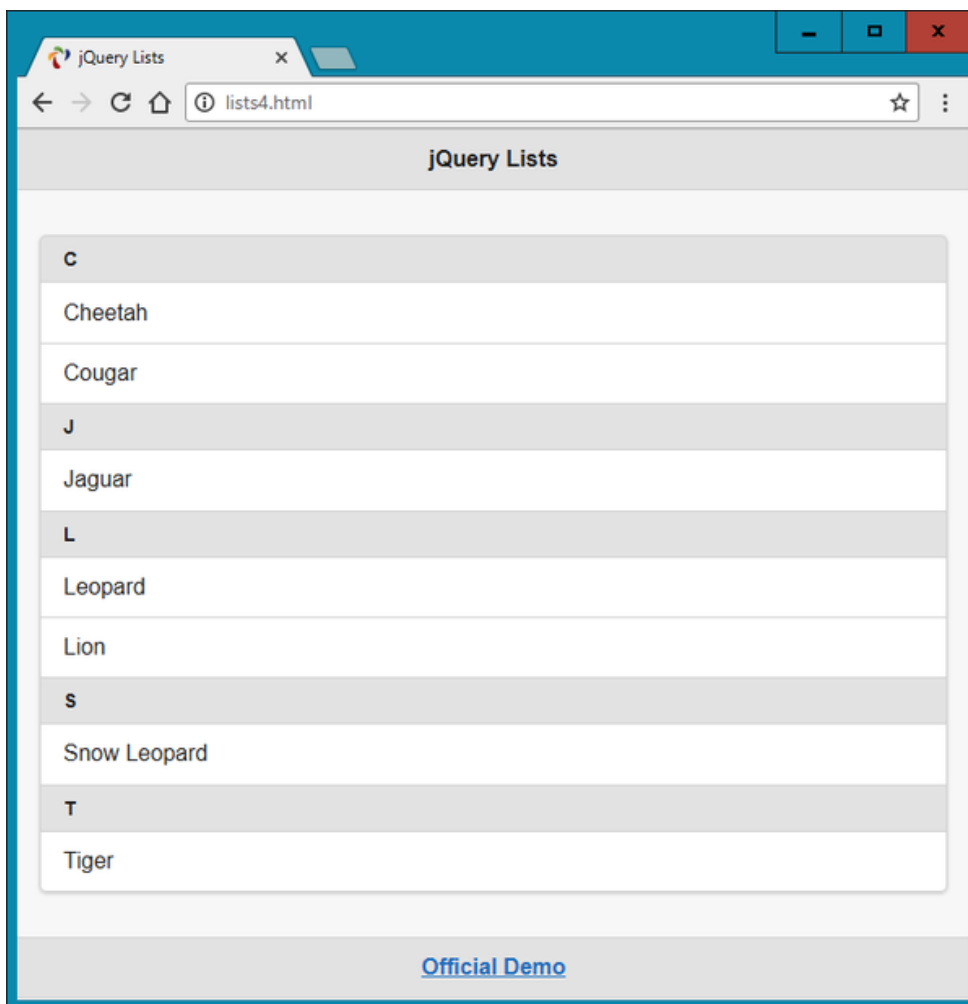 jQuery Lists
lists4.html
jQuery Lists
C
Cheetah
Cougar
J
Jaguar
L
Leopard
Lion
S
Snow Leopard
T
Tiger
Official Demo